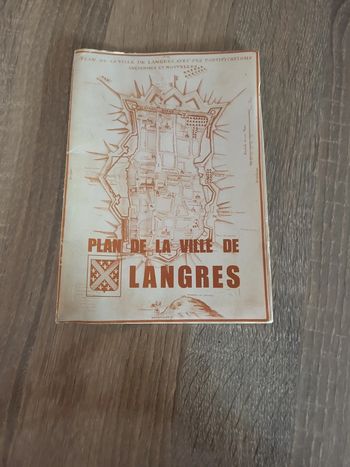 PLAN DE LA VILLE DE LANGRES AVEC SES FORTIFICATIONS
ANCIENNES ET NOUVELLES
PLAN DE LA VILLE DE
LANGRES